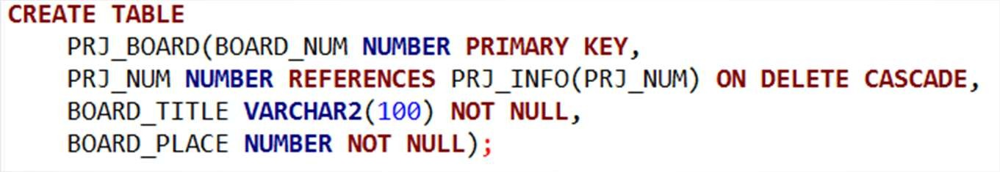 CREATE TABLE
PRJ_BOARD(BOARD_NUM NUMBER PRIMARY KEY,
PRJ_NUM NUMBER REFERENCES PRJ_INFO(PRJ_NUM) ON DELETE CASCADE,
BOARD_TITLE VARCHAR2(100) NOT NULL,
BOARD_PLACE NUMBER NOT NULL);